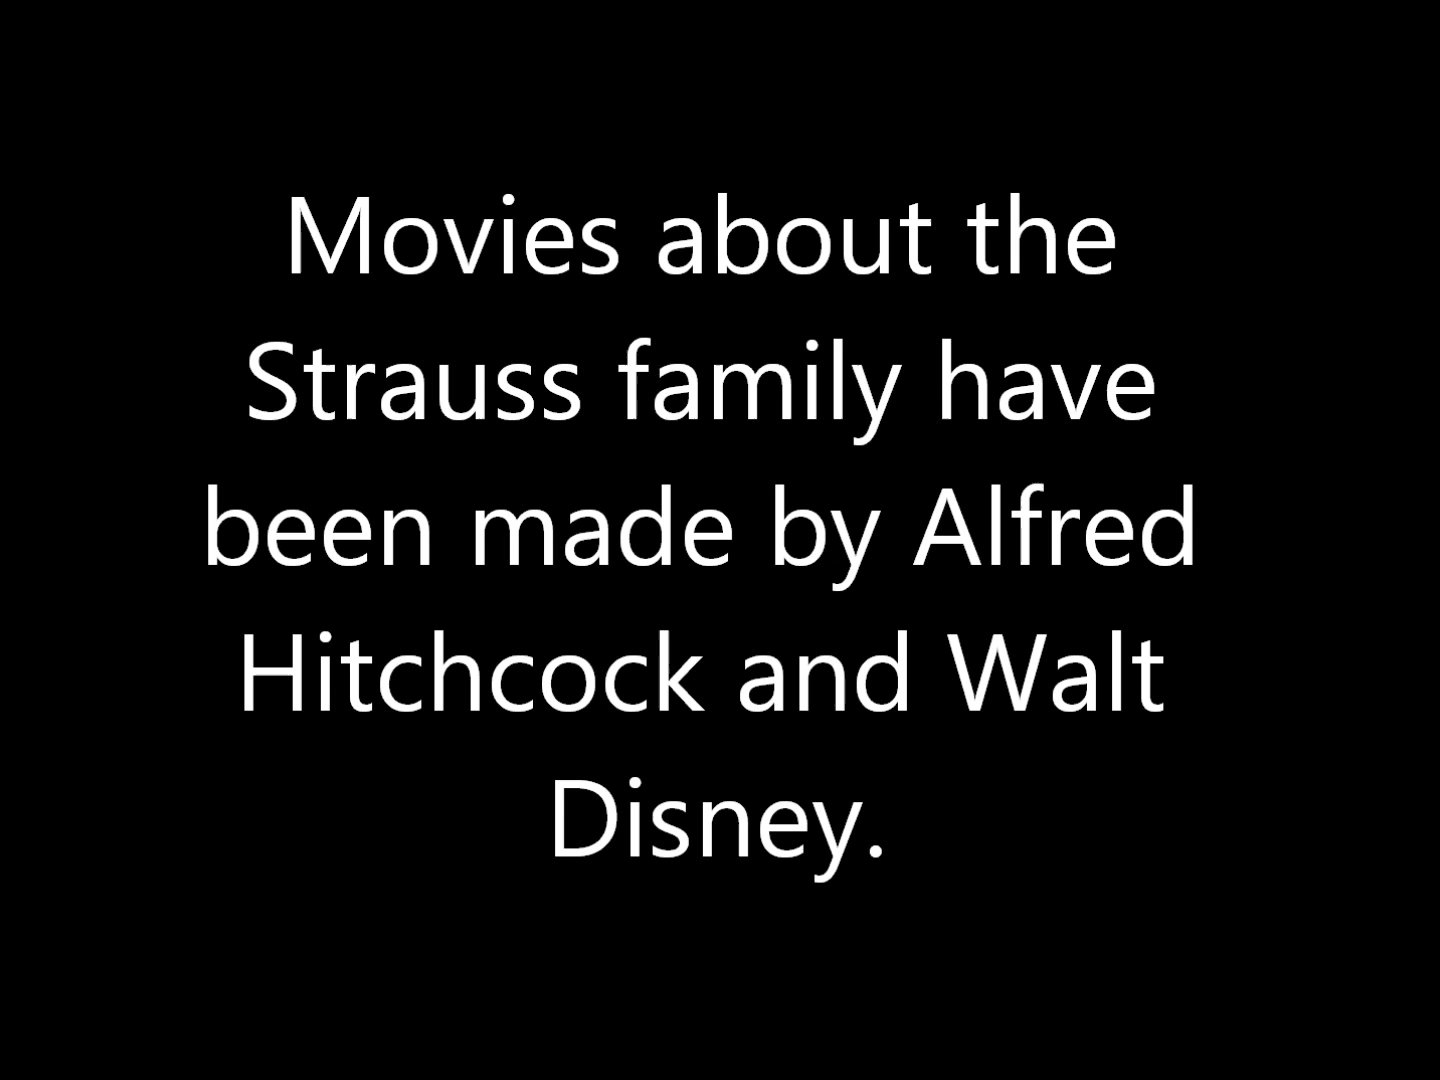 Movies about the
Strauss family have
been made by Alfred
Hitchcock and Walt
Disney.